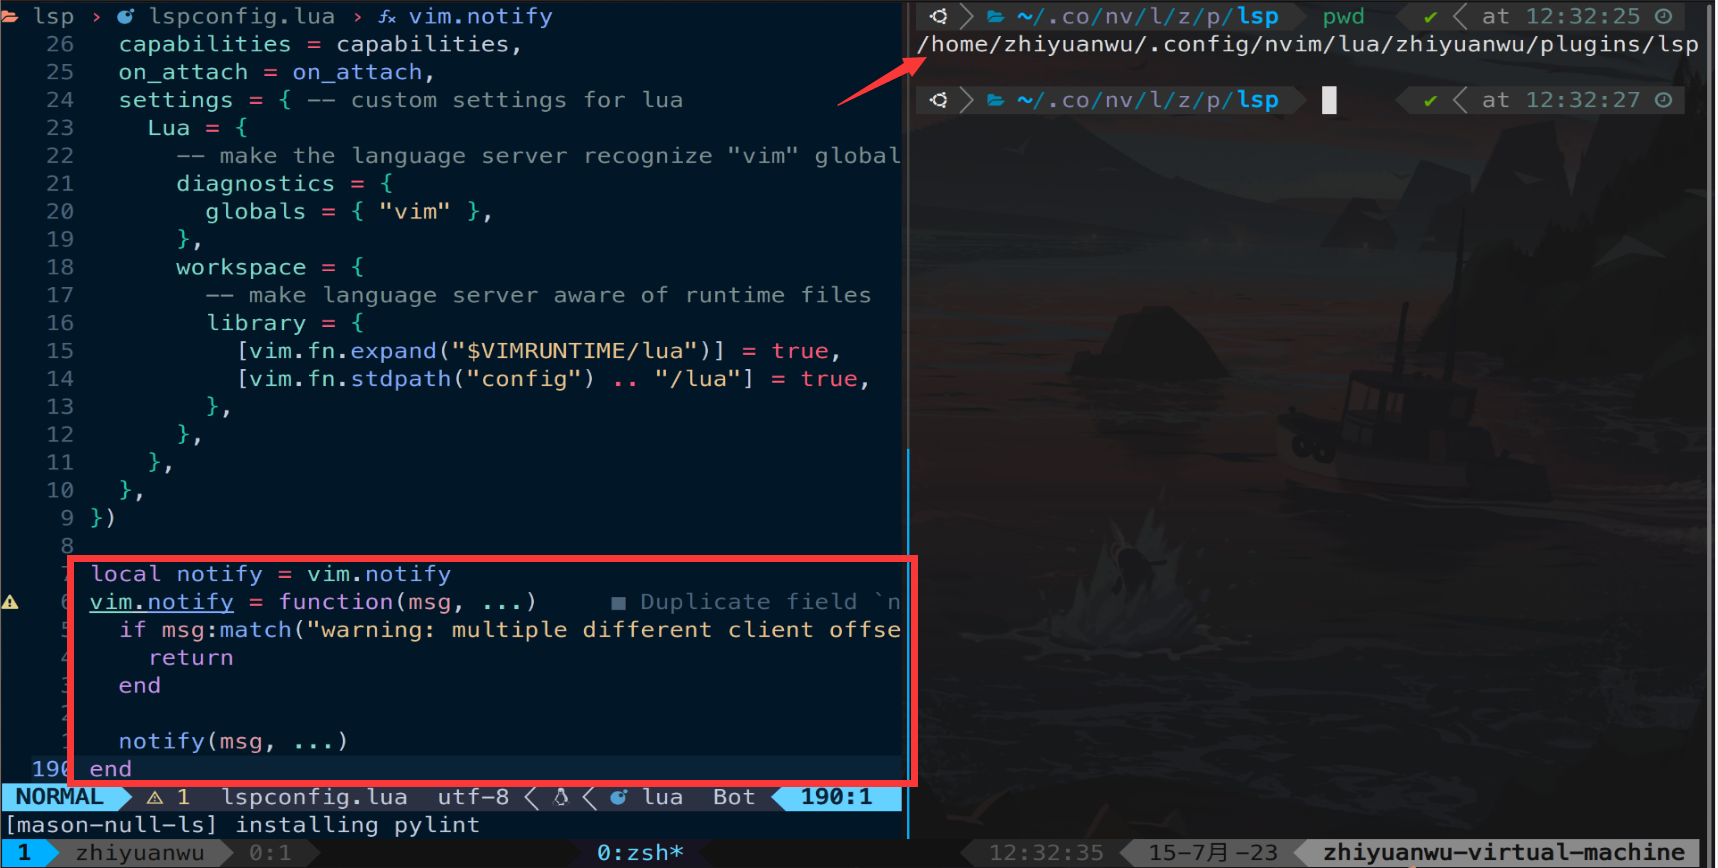 lsp › lspconfig.lua › fx vim.notify
26 capabilities = capabilities,
25 on_attach = on_attach,
24 settings = { -- custom settings for lua
23 Lua = {
22 -- make the language server recognize "vim" global
21 diagnostics = {
20 globals = { "vim" },
19 },
18 workspace = {
17 -- make language server aware of runtime files
16 library = {
15 [vim.fn.expand("$VIMRUNTIME/lua")] = true,
14 [vim.fn.stdpath("config") .. "/lua"] = true,
13 },
12 },
11 },
10 },
9 })
8
7 local notify = vim.notify
6 vim.notify = function(msg, ...) ■ Duplicate field `n
5 if msg:match("warning: multiple different client offse
4 return
3 end
2
1 notify(msg, ...)
190 end
NORMAL ⚠ 1 lspconfig.lua utf-8 lua Bot 190:1
[mason-null-ls] installing pylint
1 zhiyuanwu 0:1 0:zsh* 12:32:35 15-7月-23 zhiyuanwu-virtual-machine
~/.co/nv/l/z/p/lsp pwd ✔ at 12:32:25
/home/zhiyuanwu/.config/nvim/lua/zhiyuanwu/plugins/lsp
~/.co/nv/l/z/p/lsp ✔ at 12:32:27